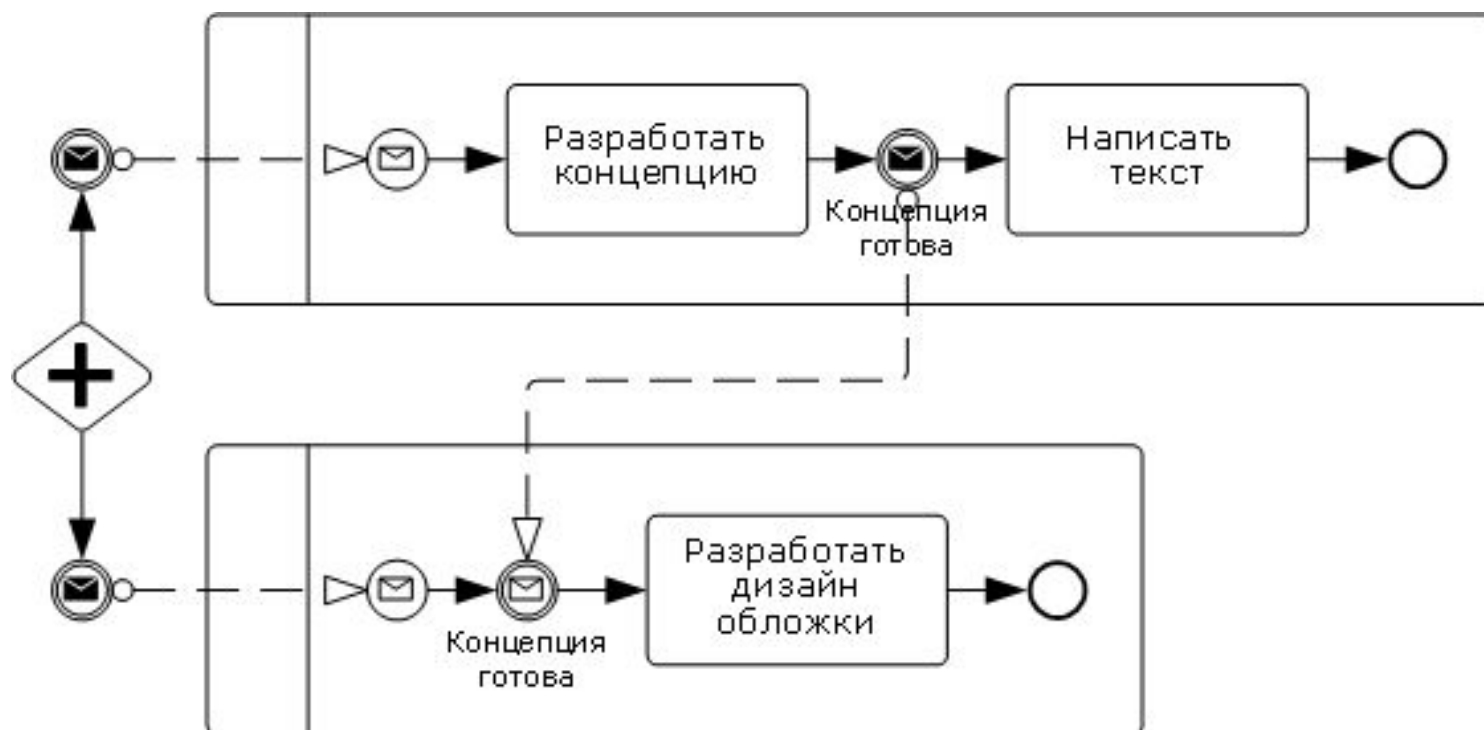 Разработать
концепцию
Концепция
готова
Написать
текст
Концепция
готова
Разработать
дизайн
обложки